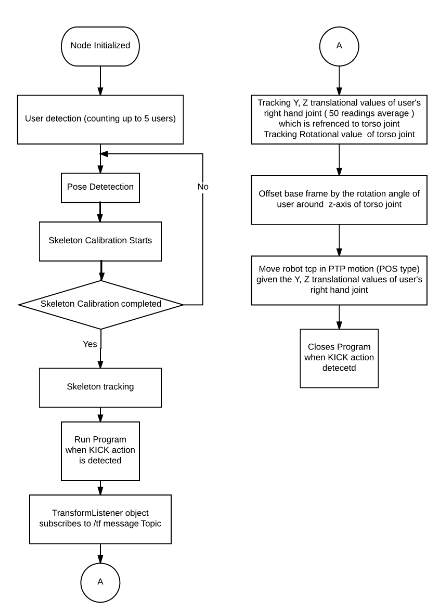 Node Initialized
User detection (counting up to 5 users)
Pose Detetection
No
Skeleton Calibration Starts
Skeleton Calibration completed
Yes
Skeleton tracking
Run Program
when KICK action
is detected
TransformListener object
subscribes to /tf message Topic
A
A
Tracking Y, Z translational values of user's
right hand joint ( 50 readings average )
which is refrenced to torso joint
Tracking Rotational value of torso joint
Offset base frame by the rotation angle of
user around z-axis of torso joint
Move robot tcp in PTP motion (POS type)
given the Y, Z translational values of user's
right hand joint
Closes Program
when KICK action
detecetd